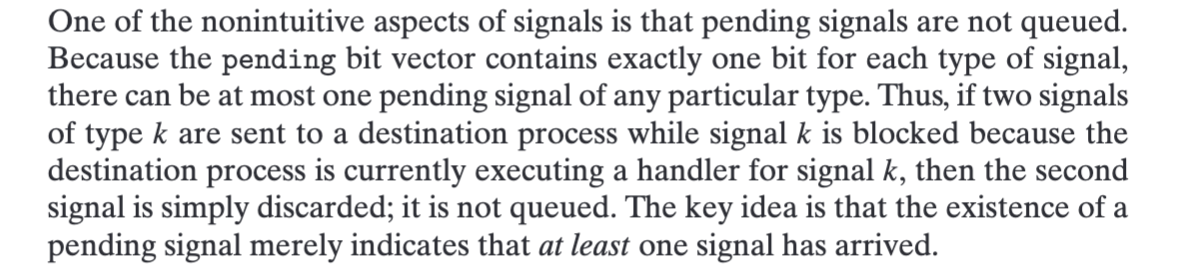 One of the nonintuitive aspects of signals is that pending signals are not queued.
Because the pending bit vector contains exactly one bit for each type of signal,
there can be at most one pending signal of any particular type. Thus, if two signals
of type k are sent to a destination process while signal k is blocked because the
destination process is currently executing a handler for signal k, then the second
signal is simply discarded; it is not queued. The key idea is that the existence of a
pending signal merely indicates that at least one signal has arrived.